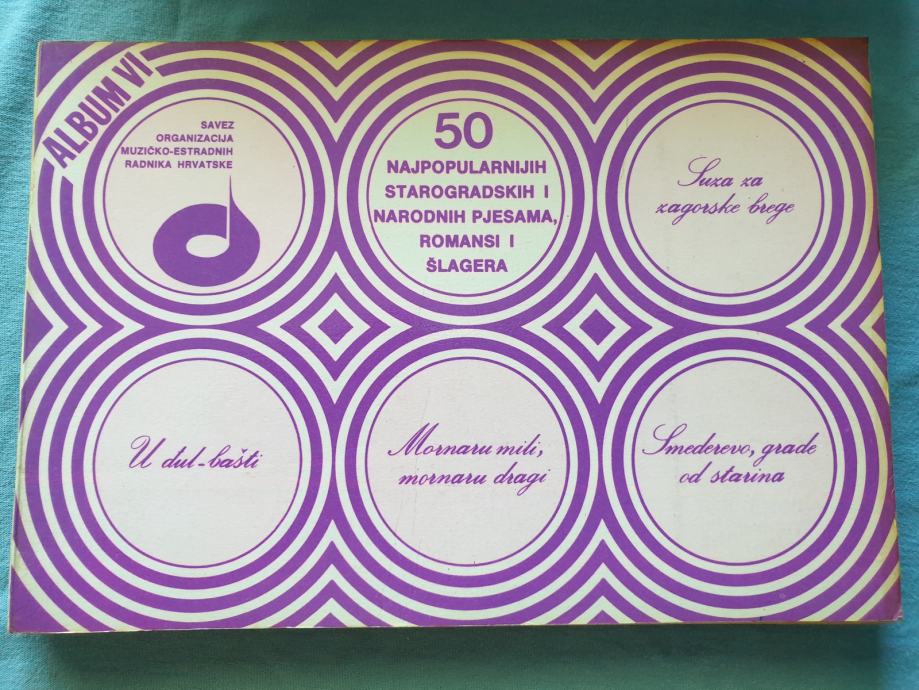 ALBUM VI
SAVEZ
ORGANIZACIJA
MUZIČKO-ESTRADNIH
RADNIKA HRVATSKE
50
NAJPOPULARNIJIH
STAROGRADSKIH I
NARODNIH PJESAMA,
ROMANSI I
ŠLAGERA
Suza za
zagorske brege
U đul-bašti
Mornaru mili,
mornaru dragi
Smederevo, grade
od starina